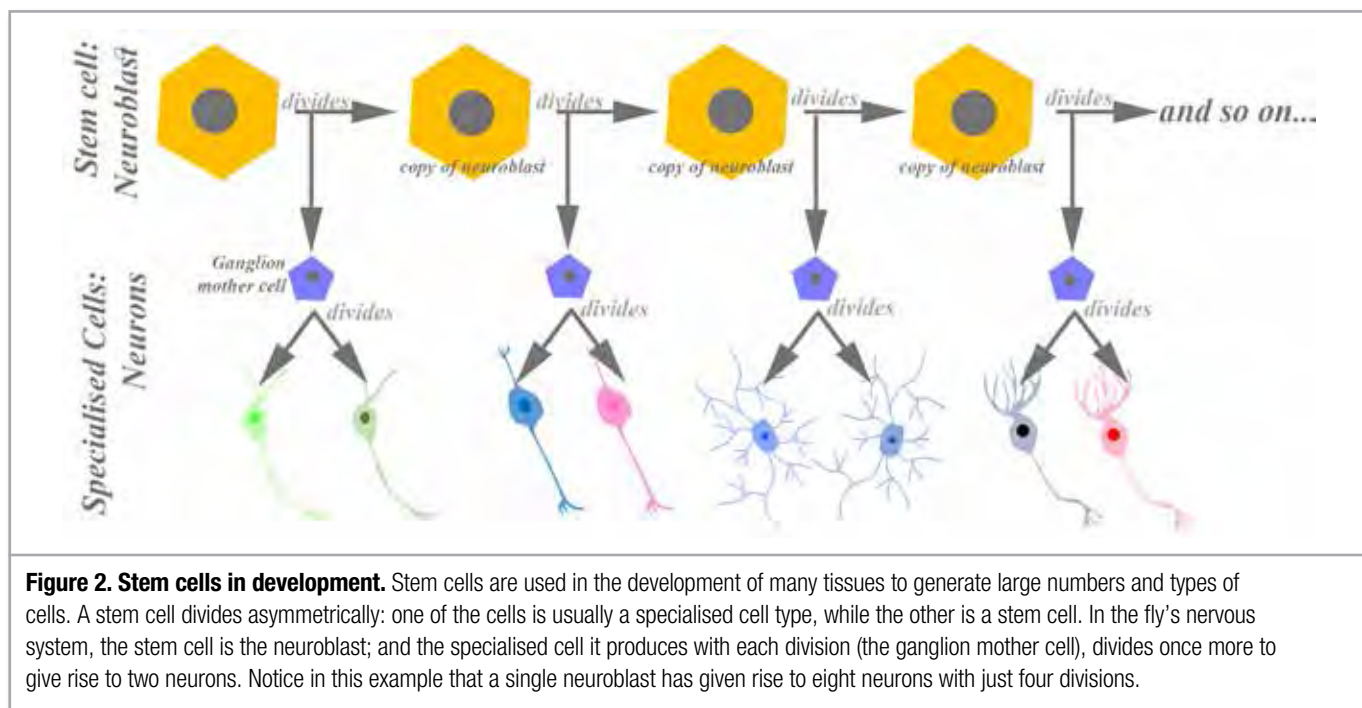 Stem cell:
Neuroblast
divides
divides
divides
divides
and so on...
copy of neuroblast
copy of neuroblast
copy of neuroblast
Specialised Cells:
Neurons
Ganglion
mother cell
divides
divides
divides
divides
Figure 2. Stem cells in development. Stem cells are used in the development of many tissues to generate large numbers and types of
cells. A stem cell divides asymmetrically: one of the cells is usually a specialised cell type, while the other is a stem cell. In the fly’s nervous
system, the stem cell is the neuroblast; and the specialised cell it produces with each division (the ganglion mother cell), divides once more to
give rise to two neurons. Notice in this example that a single neuroblast has given rise to eight neurons with just four divisions.